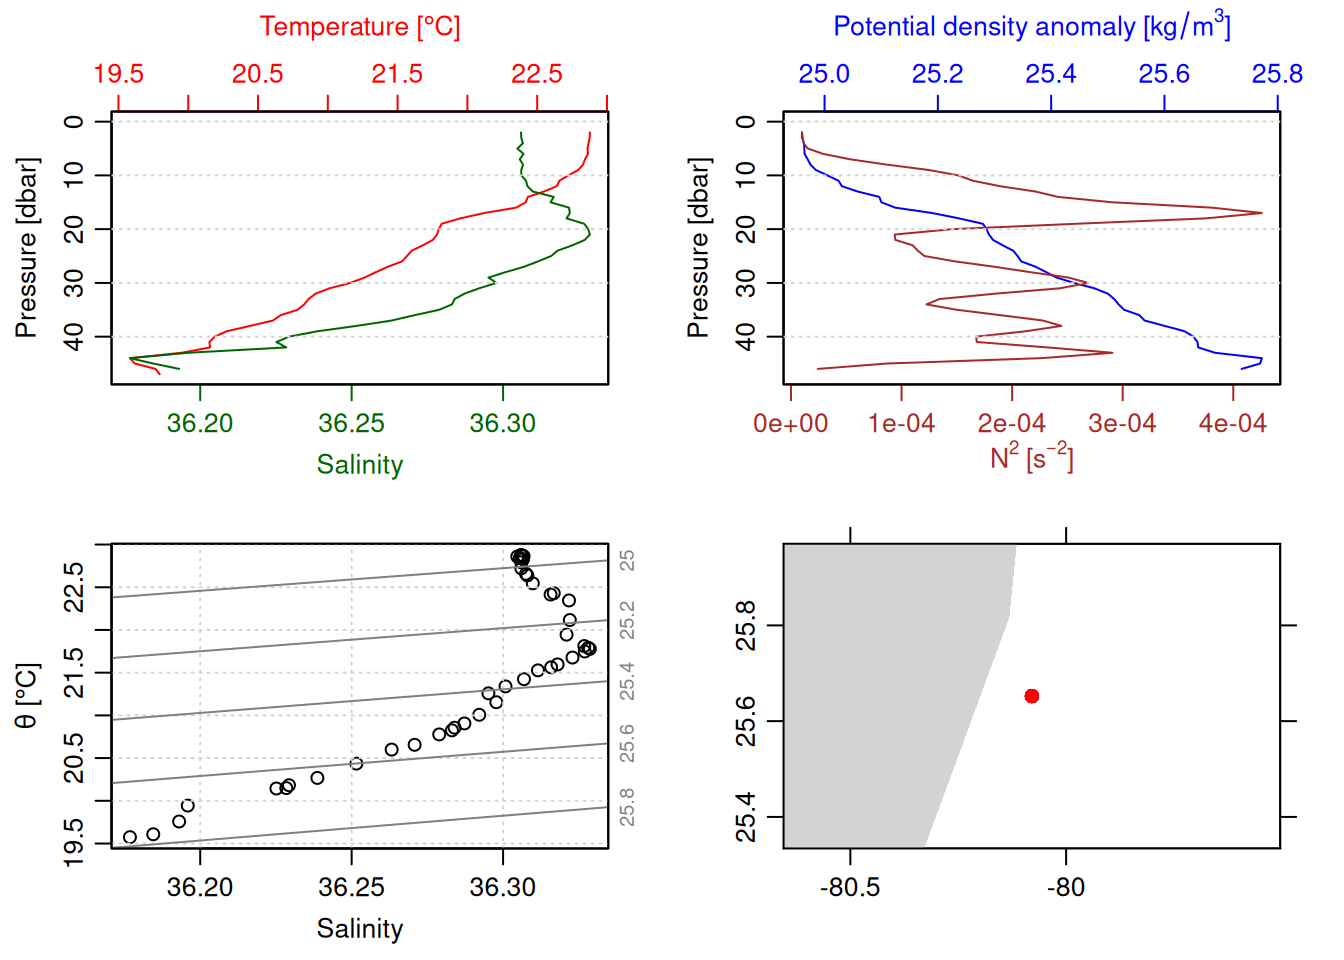 Temperature [°C]
19.5 20.5 21.5 22.5
Pressure [dbar]
0
10
20
30
40
36.20 36.25 36.30
Salinity
Potential density anomaly [kg/m³]
25.0 25.2 25.4 25.6 25.8
Pressure [dbar]
0
10
20
30
40
0e+00 1e-04 2e-04 3e-04 4e-04
N² [s⁻²]
θ [°C]
22.5
21.5
20.5
19.5
25
25.2
25.4
25.6
25.8
36.20 36.25 36.30
Salinity
25.8
25.6
25.4
-80.5 -80